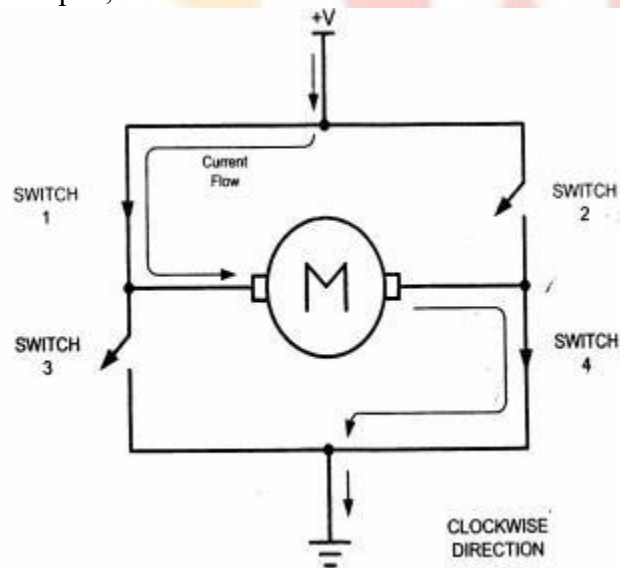 +V
Current
Flow
SWITCH
1
SWITCH
2
M
SWITCH
3
SWITCH
4
CLOCKWISE
DIRECTION